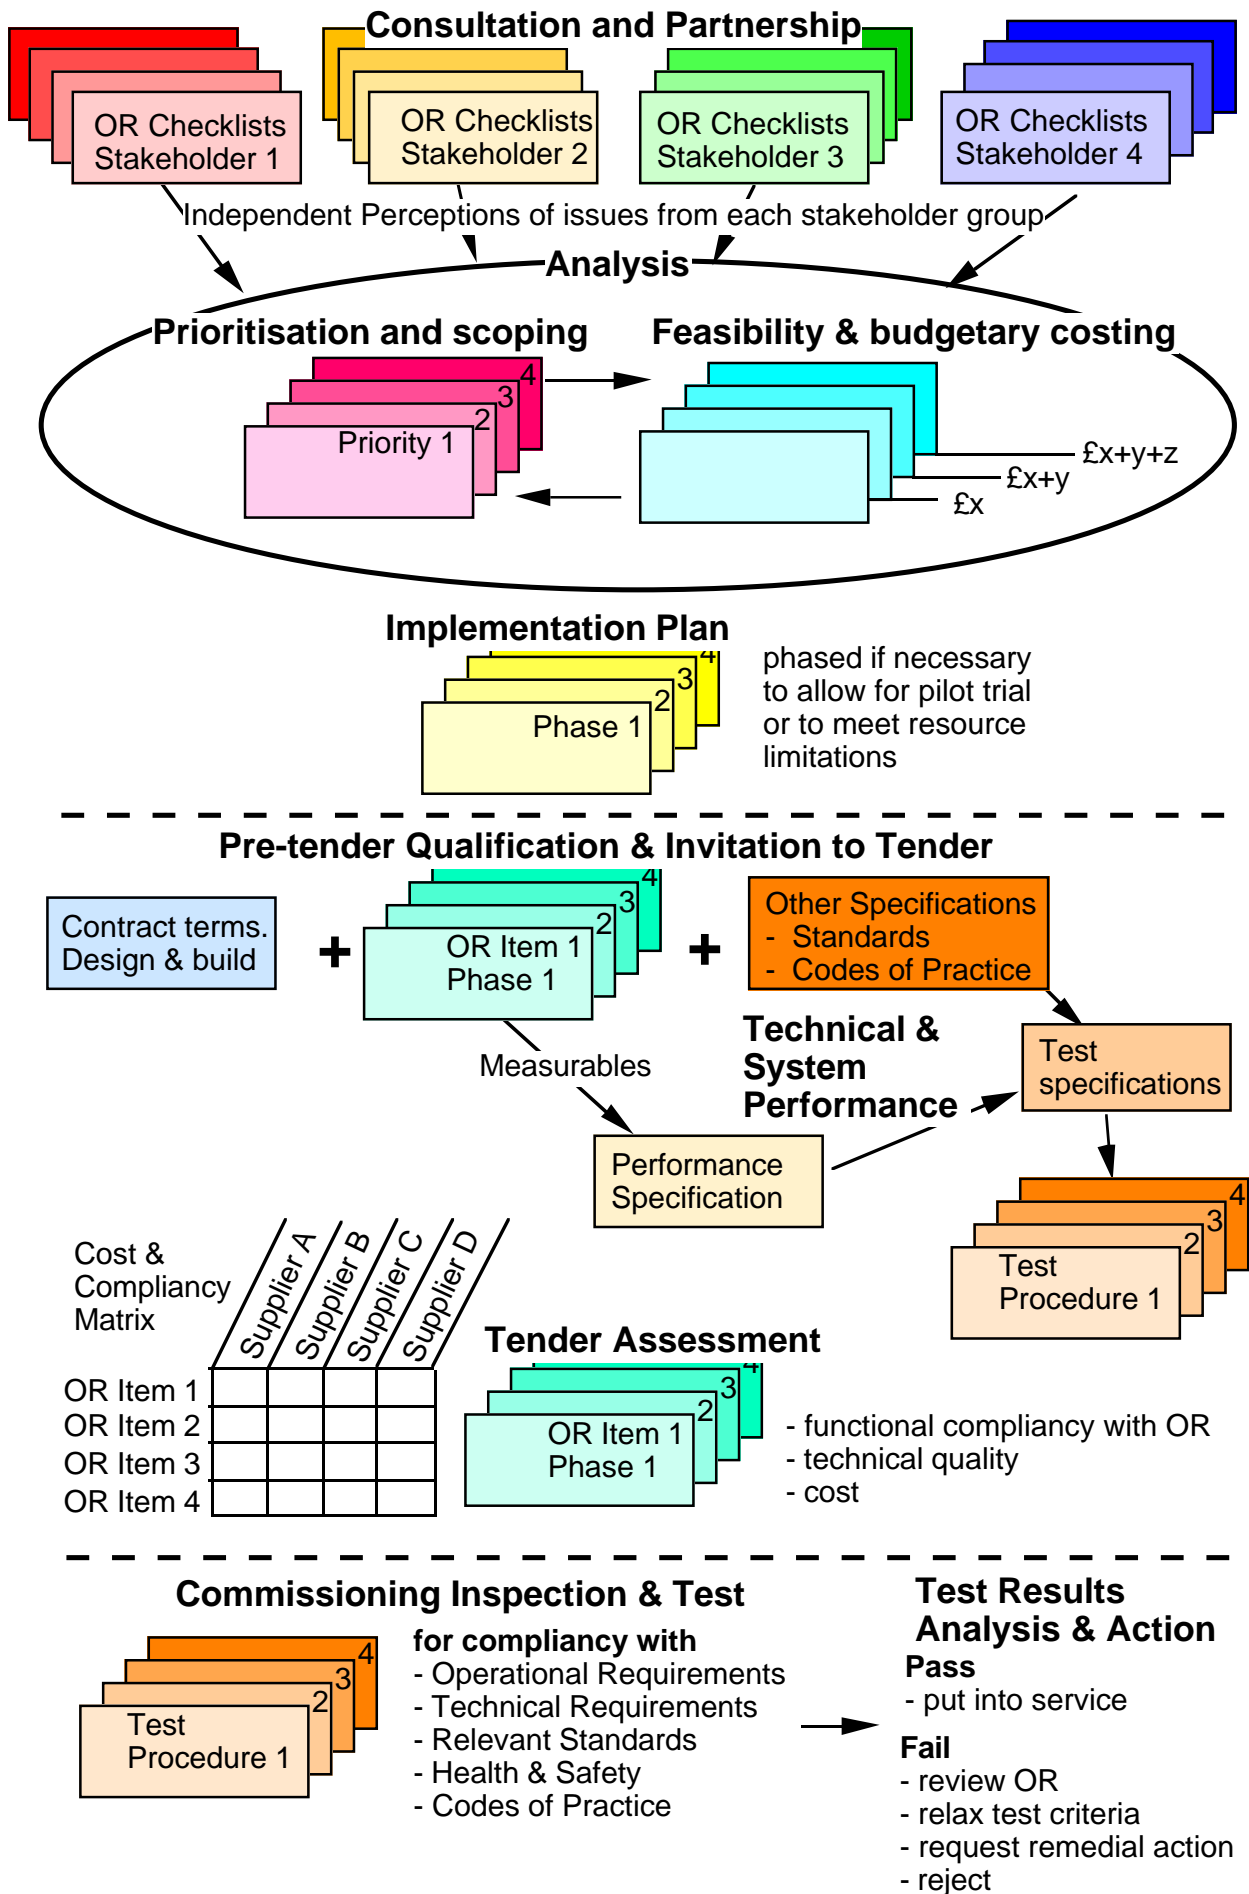 Consultation and Partnership
OR Checklists
Stakeholder 1
OR Checklists
Stakeholder 2
OR Checklists
Stakeholder 3
OR Checklists
Stakeholder 4
Independent Perceptions of issues from each stakeholder group
Analysis
Prioritisation and scoping
Feasibility & budgetary costing
4
3
2
Priority 1
£x+y+z
£x+y
£x
Implementation Plan
4
3
2
Phase 1
phased if necessary
to allow for pilot trial
or to meet resource
limitations
Pre-tender Qualification & Invitation to Tender
Contract terms.
Design & build
+
4
3
2
OR Item 1
Phase 1
+
Other Specifications
- Standards
- Codes of Practice
Measurables
Technical &
System
Performance
Test
specifications
Performance
Specification
4
3
2
Test
Procedure 1
Cost &
Compliancy
Matrix
Supplier A
Supplier B
Supplier C
Supplier D
OR Item 1
OR Item 2
OR Item 3
OR Item 4
Tender Assessment
4
3
2
OR Item 1
Phase 1
- functional compliancy with OR
- technical quality
- cost
Commissioning Inspection & Test
4
3
2
Test
Procedure 1
for compliancy with
- Operational Requirements
- Technical Requirements
- Relevant Standards
- Health & Safety
- Codes of Practice
Test Results
Analysis & Action
Pass
- put into service
Fail
- review OR
- relax test criteria
- request remedial action
- reject